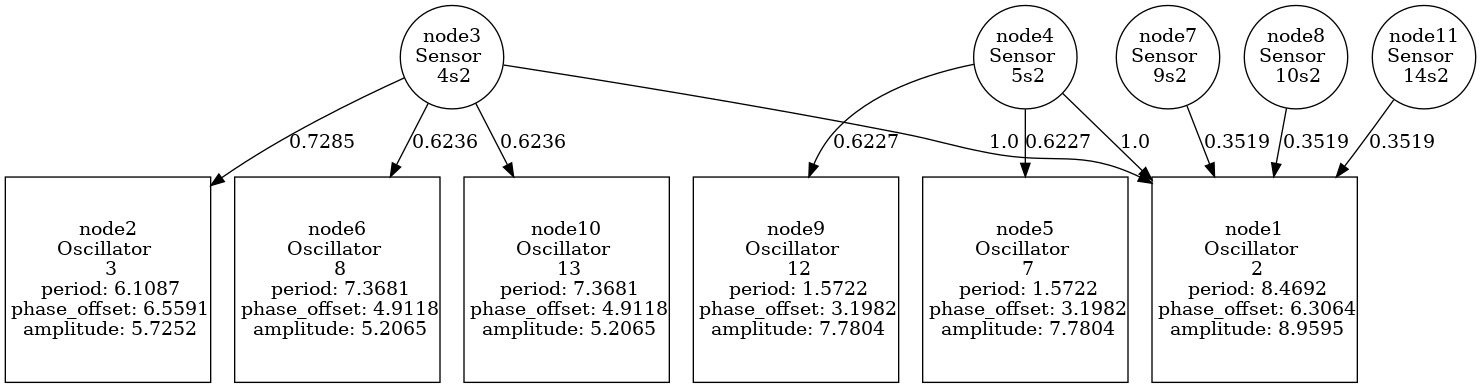 node3
Sensor
4s2
node4
Sensor
5s2
node7
Sensor
9s2
node8
Sensor
10s2
node11
Sensor
14s2
0.7285
0.6236
0.6236
0.6227
1.0
0.6227
1.0
0.3519
0.3519
0.3519
node2
Oscillator
3
period: 6.1087
phase_offset: 6.5591
amplitude: 5.7252
node6
Oscillator
8
period: 7.3681
phase_offset: 4.9118
amplitude: 5.2065
node10
Oscillator
13
period: 7.3681
phase_offset: 4.9118
amplitude: 5.2065
node9
Oscillator
12
period: 1.5722
phase_offset: 3.1982
amplitude: 7.7804
node5
Oscillator
7
period: 1.5722
phase_offset: 3.1982
amplitude: 7.7804
node1
Oscillator
2
period: 8.4692
phase_offset: 6.3064
amplitude: 8.9595